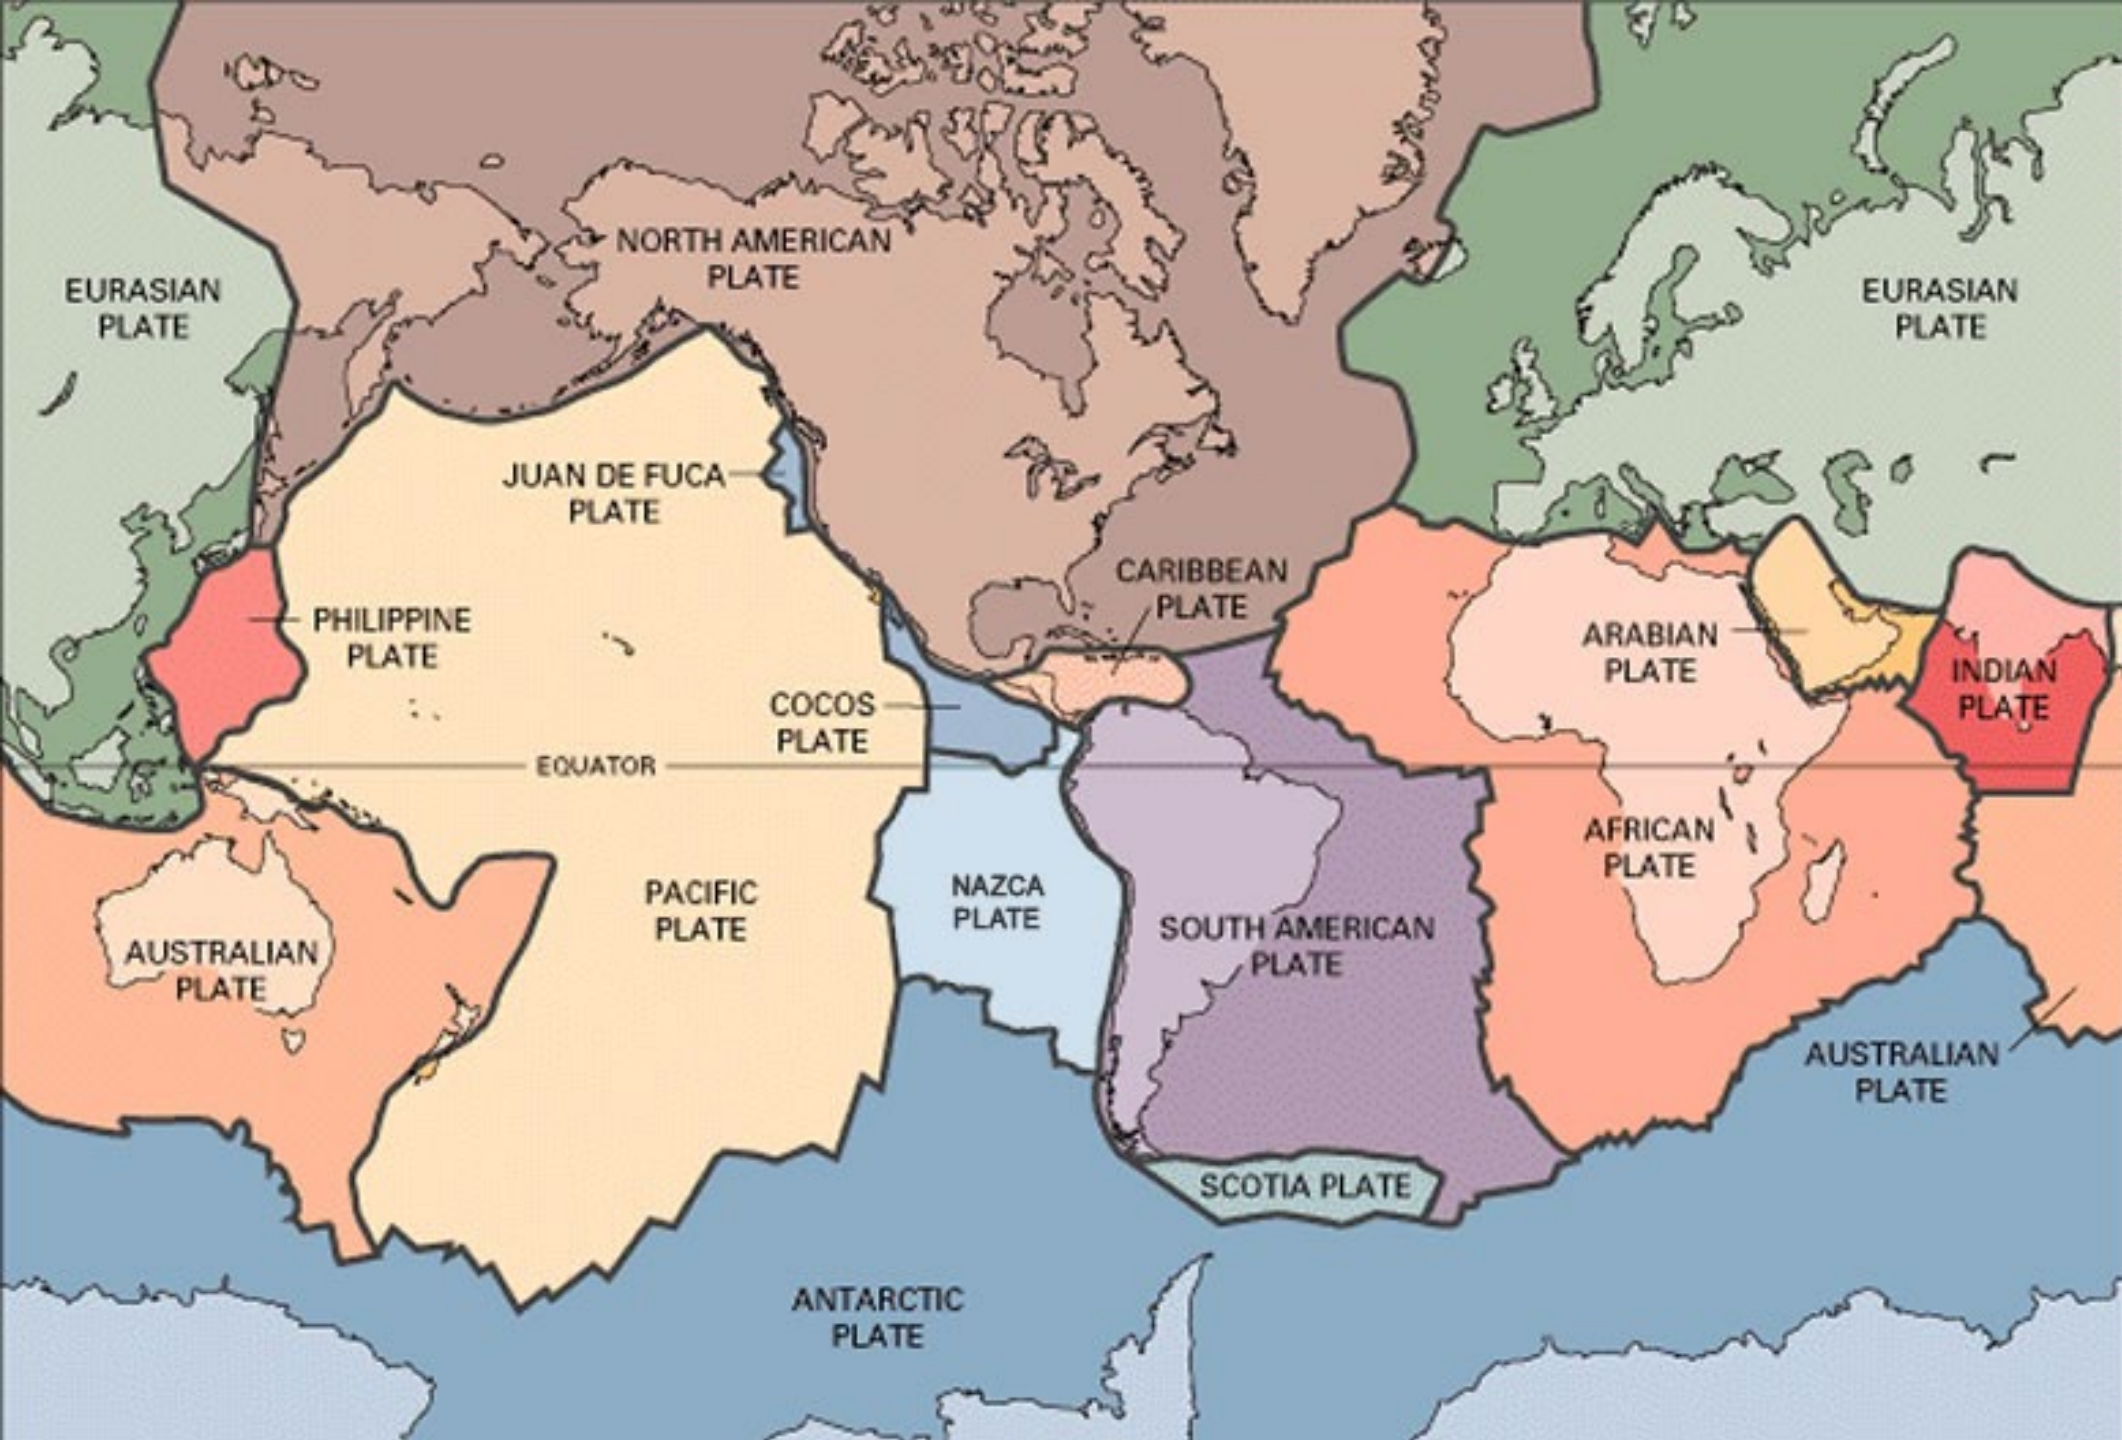 NORTH AMERICAN
PLATE
EURASIAN
PLATE
EURASIAN
PLATE
JUAN DE FUCA
PLATE
CARIBBEAN
PLATE
PHILIPPINE
PLATE
ARABIAN
PLATE
INDIAN
PLATE
COCOS
PLATE
EQUATOR
AFRICAN
PLATE
NAZCA
PLATE
PACIFIC
PLATE
SOUTH AMERICAN
PLATE
AUSTRALIAN
PLATE
AUSTRALIAN
PLATE
SCOTIA PLATE
ANTARCTIC
PLATE